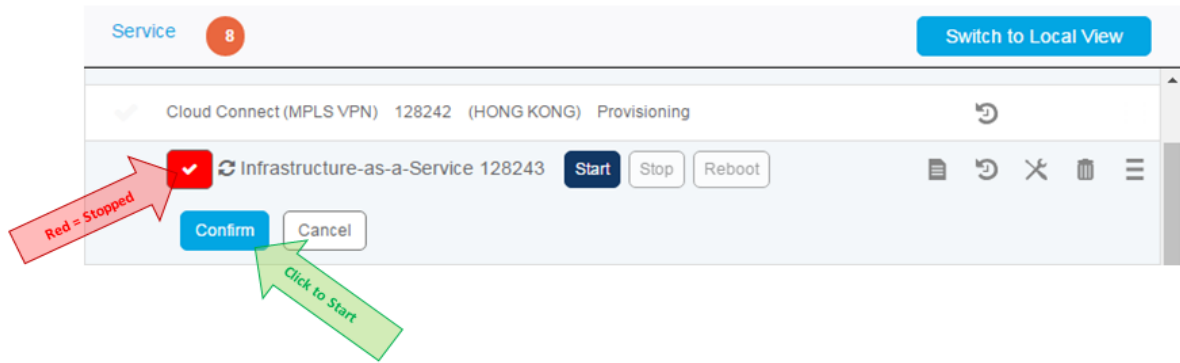 Service 8 Switch to Local View
Cloud Connect (MPLS VPN) 128242 (HONG KONG) Provisioning
Infrastructure-as-a-Service 128243 Start Stop Reboot
Red = Stopped
Confirm Cancel
Click to Start